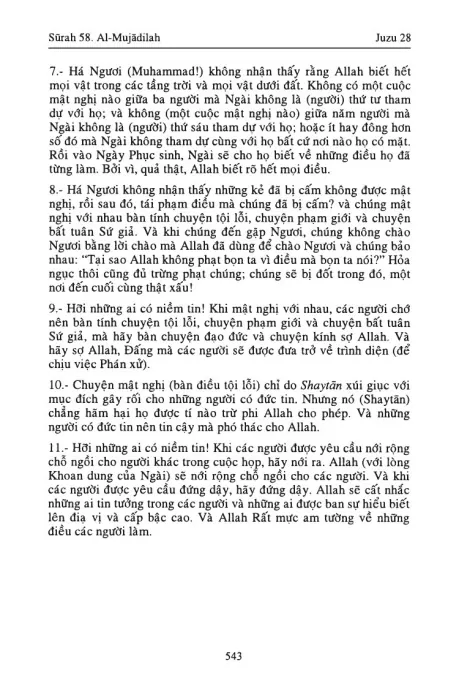 Sūrah 58. Al-Mujādilah Juzu 28
7.- Há Ngươi (Muhammad!) không nhận thấy rằng Allah biết hết
mọi vật trong các tầng trời và mọi vật dưới đất. Không có một cuộc
mật nghị nào giữa ba người mà Ngài không là (người) thứ tư tham
dự với họ; và không (một cuộc mật nghị nào) giữa năm người mà
Ngài không là (người) thứ sáu tham dự với họ; hoặc ít hay đông hơn
số đó mà Ngài không tham dự cùng với họ bất cứ nơi nào họ có mặt.
Rồi vào Ngày Phục sinh, Ngài sẽ cho họ biết về những điều họ đã
từng làm. Bởi vì, quả thật, Allah biết rõ hết mọi điều.
8.- Há Ngươi không nhận thấy những kẻ đã bị cấm không được mật
nghị, rồi sau đó, tái phạm điều mà chúng đã bị cấm? và chúng mật
nghị với nhau bàn tính chuyện tội lỗi, chuyện phạm giới và chuyện
bất tuân Sứ giả. Và khi chúng đến gặp Ngươi, chúng không chào
Ngươi bằng lời chào mà Allah đã dùng để chào Ngươi và chúng bảo
nhau: “Tại sao Allah không phạt bọn ta vì điều mà bọn ta nói?” Hỏa
ngục thôi cũng đủ trừng phạt chúng; chúng sẽ bị đốt trong đó, một
nơi đến cuối cùng thật xấu!
9.- Hỡi những ai có niềm tin! Khi mật nghị với nhau, các người chớ
nên bàn tính chuyện tội lỗi, chuyện phạm giới và chuyện bất tuân
Sứ giả, mà hãy bàn chuyện đạo đức và chuyện kính sợ Allah. Và
hãy sợ Allah, Đấng mà các người sẽ được đưa trở về trình diện (để
chịu việc Phán xử).
10.- Chuyện mật nghị (bàn điều tội lỗi) chỉ do Shaytān xúi giục với
mục đích gây rối cho những người có đức tin. Nhưng nó (Shaytān)
chẳng hãm hại họ được tí nào trừ phi Allah cho phép. Và những
người có đức tin nên tin cậy mà phó thác cho Allah.
11.- Hỡi những ai có niềm tin! Khi các người được yêu cầu nới rộng
chỗ ngồi cho người khác trong cuộc họp, hãy nới ra. Allah (với lòng
Khoan dung của Ngài) sẽ nới rộng chỗ ngồi cho các người. Và khi
các người được yêu cầu đứng dậy, hãy đứng dậy. Allah sẽ cất nhắc
những ai tin tưởng trong các người và những ai được ban sự hiểu biết
lên điạ vị và cấp bậc cao. Và Allah Rất mực am tường về những
điều các người làm.
543